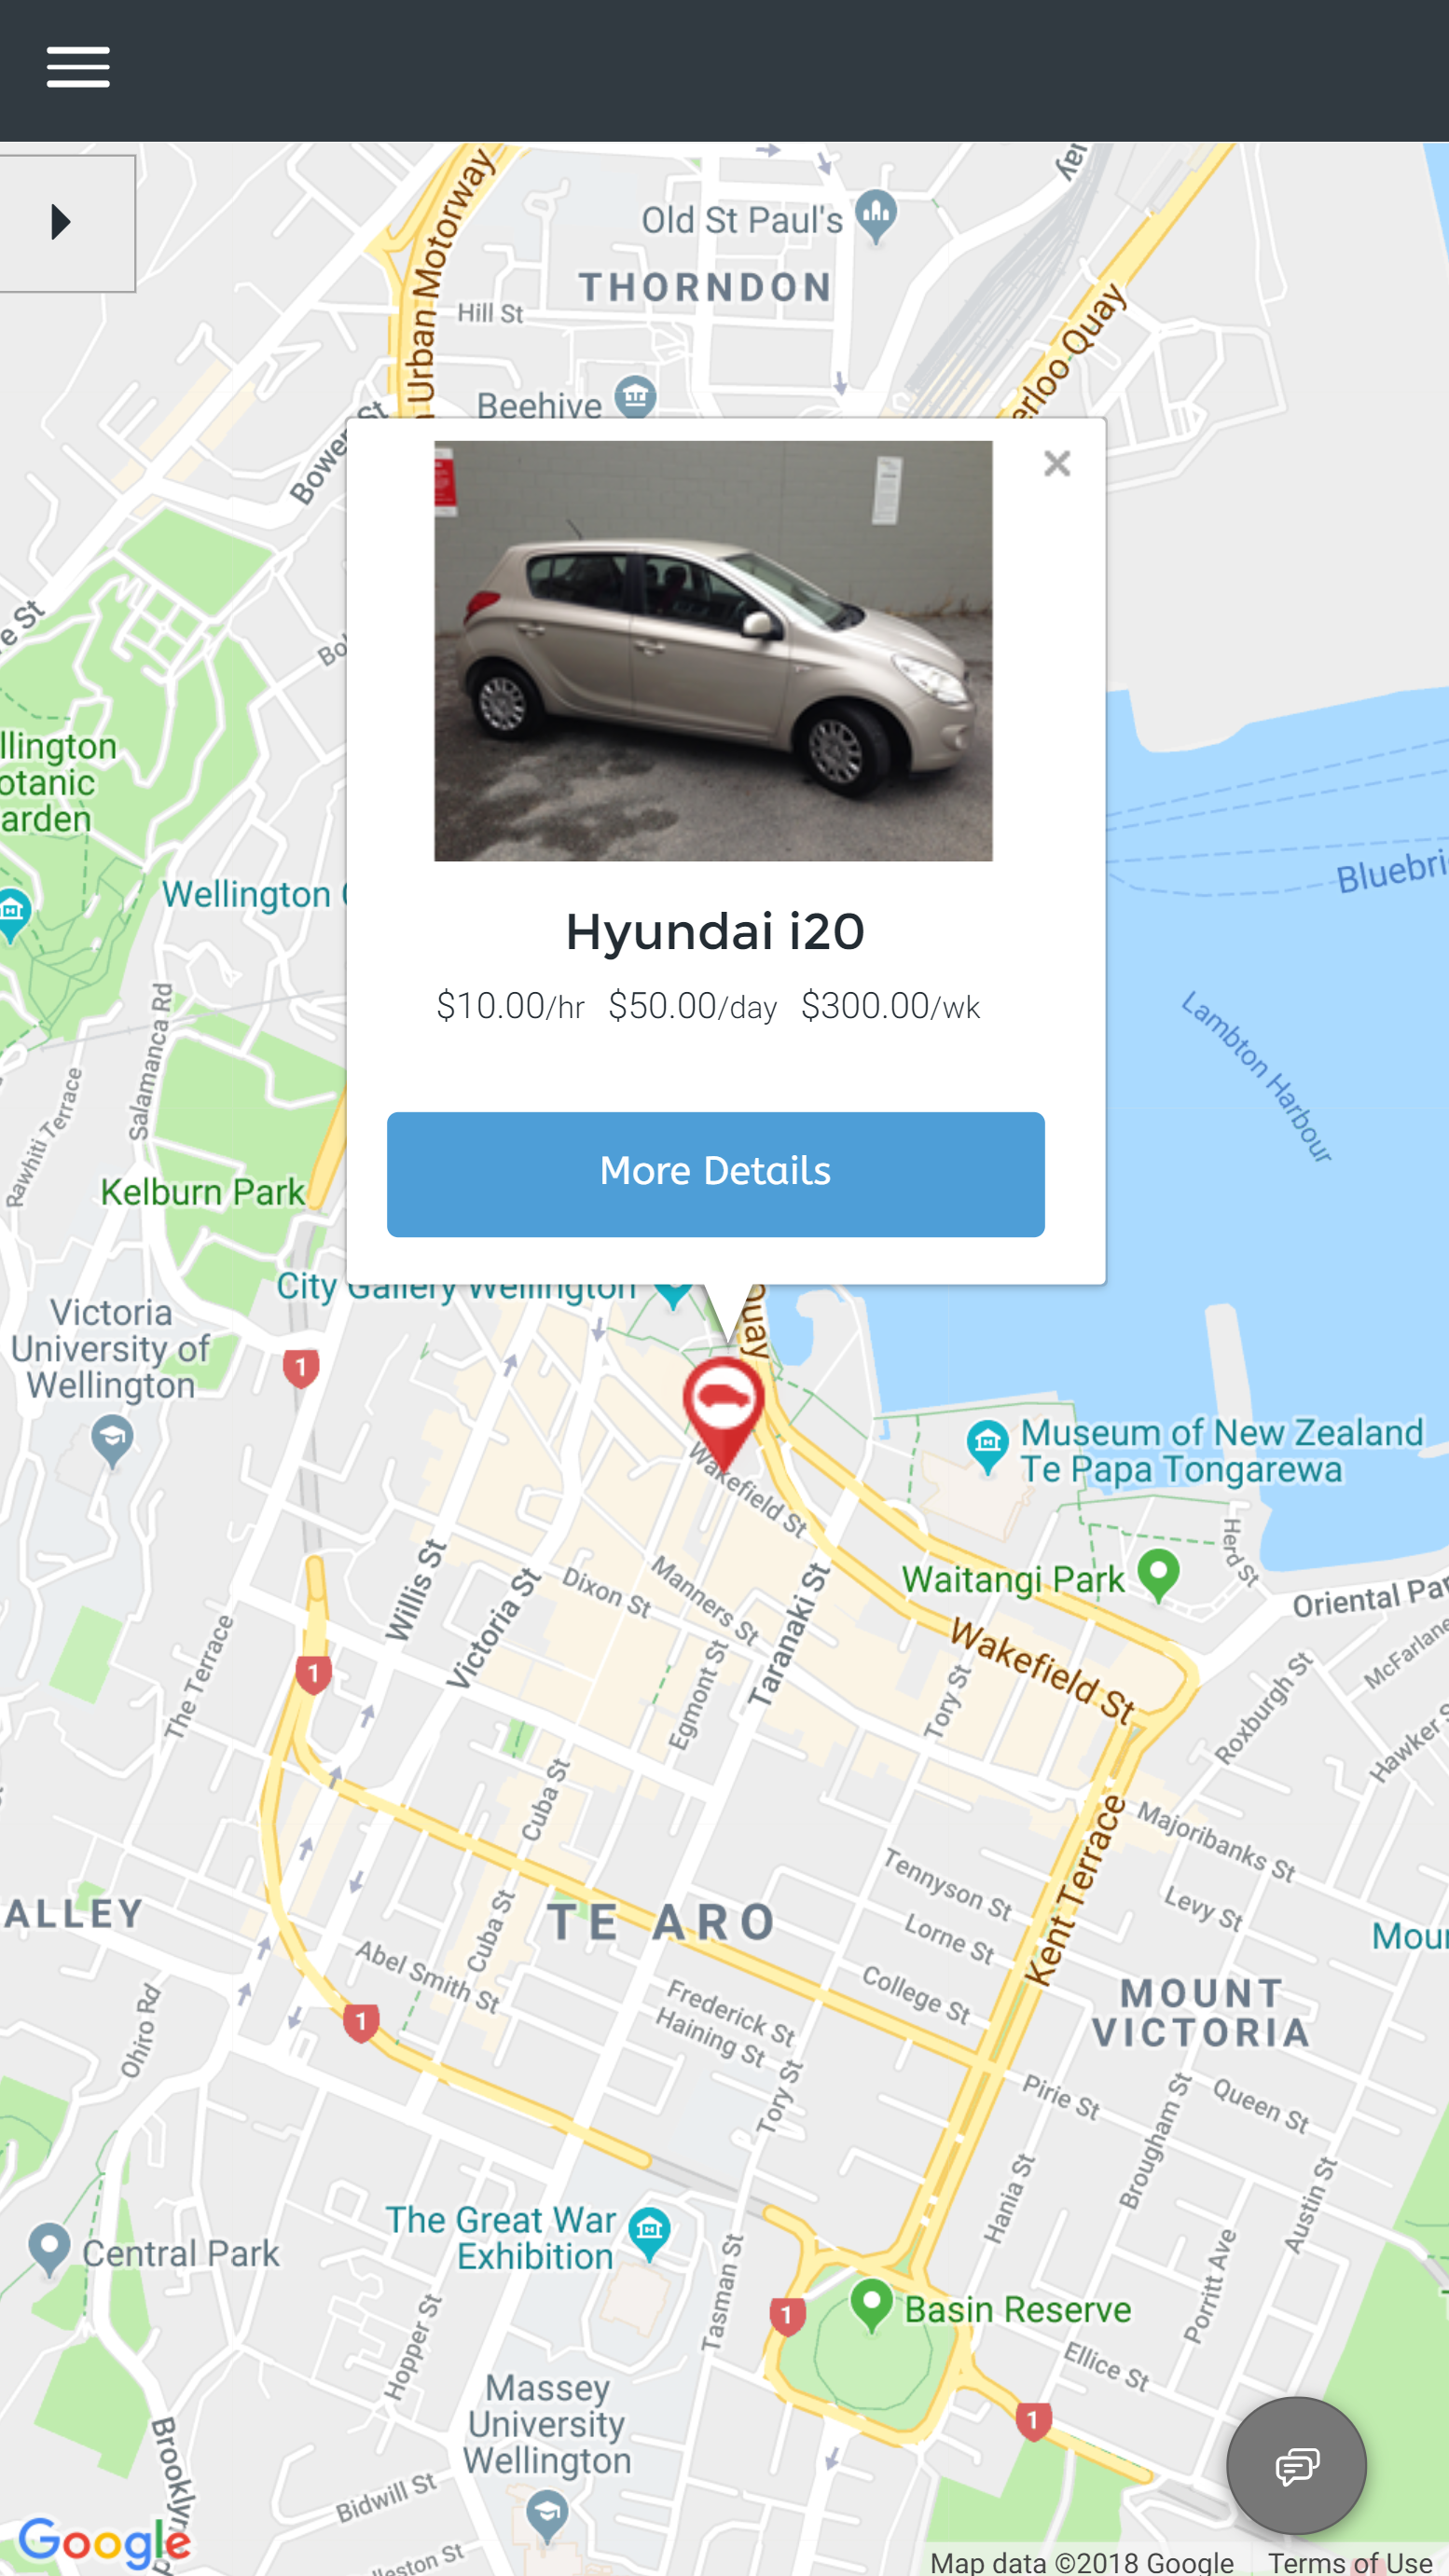 Urban Motorway
Old St Paul's
THORNDON
Hill St
Beehive
Hyundai i20
$10.00/hr $50.00/day $300.00/wk
More Details
llington
otanic
arden
Wellington
Bluebri
Lambton Harbour
Salamanca Rd
Rawhiti Terrace
Kelburn Park
City Gallery Wellington
Quay
erloo Quay
Victoria
University of
Wellington
1
Museum of New Zealand
Te Papa Tongarewa
Wakefield St
Herd St
Waitangi Park
Oriental Par
Willis St
Victoria St
Dixon St
Manners St
Taranaki St
Egmont St
Wakefield St
Tory St
Roxburgh St
McFarlane
Hawker S
The Terrace
1
Cuba St
Kent Terrace
Majoribanks St
Tennyson St
Levy St
ALLEY
Cuba St
TE ARO
Lorne St
Moun
Abel Smith St
College St
MOUNT
VICTORIA
1
Frederick St
Haining St
Ohiro Rd
Tory St
Pirie St
Queen St
Brougham St
Hania St
Austin St
The Great War
Exhibition
Central Park
Tasman St
Porritt Ave
1
Basin Reserve
Hopper St
Ellice St
Massey
University
Wellington
1
Brooklyn
Bidwill St
Google
lleston St
Map data ©2018 Google
Terms of Use